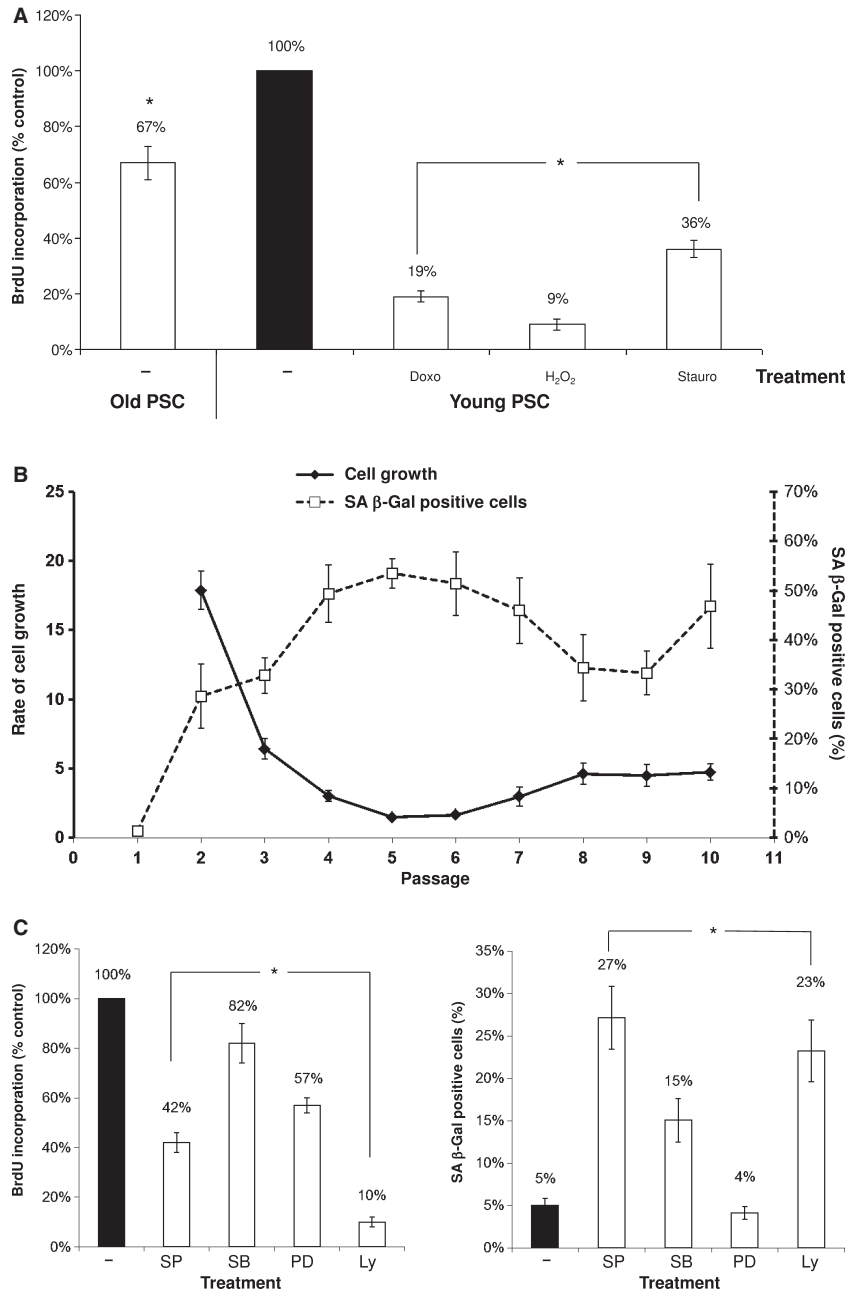 A
BrdU incorporation (% control)
120%
100%
80%
60%
40%
20%
0%
*
67%
100%
19%
*
9%
36%
–
–
Doxo
H₂O₂
Stauro
Treatment
Old PSC
Young PSC
B
Cell growth
SA β-Gal positive cells
Rate of cell growth
25
20
15
10
5
0
70%
60%
50%
40%
30%
20%
10%
0%
SA β-Gal positive cells (%)
0 1 2 3 4 5 6 7 8 9 10 11
Passage
C
BrdU incorporation (% control)
120%
100%
80%
60%
40%
20%
0%
100%
*
42%
82%
57%
10%
– SP SB PD Ly
Treatment
SA β-Gal positive cells (%)
35%
30%
25%
20%
15%
10%
5%
0%
*
5%
27%
15%
4%
23%
– SP SB PD Ly
Treatment